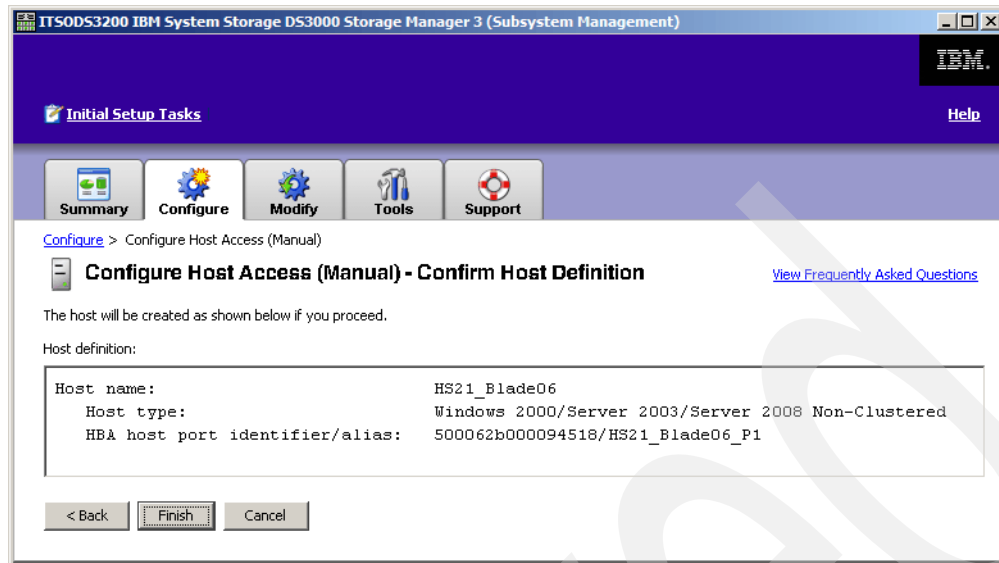 ITSODS3200 IBM System Storage DS3000 Storage Manager 3 (Subsystem Management)
IBM.
Initial Setup Tasks
Help
Summary
Configure
Modify
Tools
Support
Configure > Configure Host Access (Manual)
Configure Host Access (Manual) - Confirm Host Definition
View Frequently Asked Questions
The host will be created as shown below if you proceed.
Host definition:
Host name: HS21_Blade06
Host type: Windows 2000/Server 2003/Server 2008 Non-Clustered
HBA host port identifier/alias: 500062b000094518/HS21_Blade06_P1
< Back
Finish
Cancel